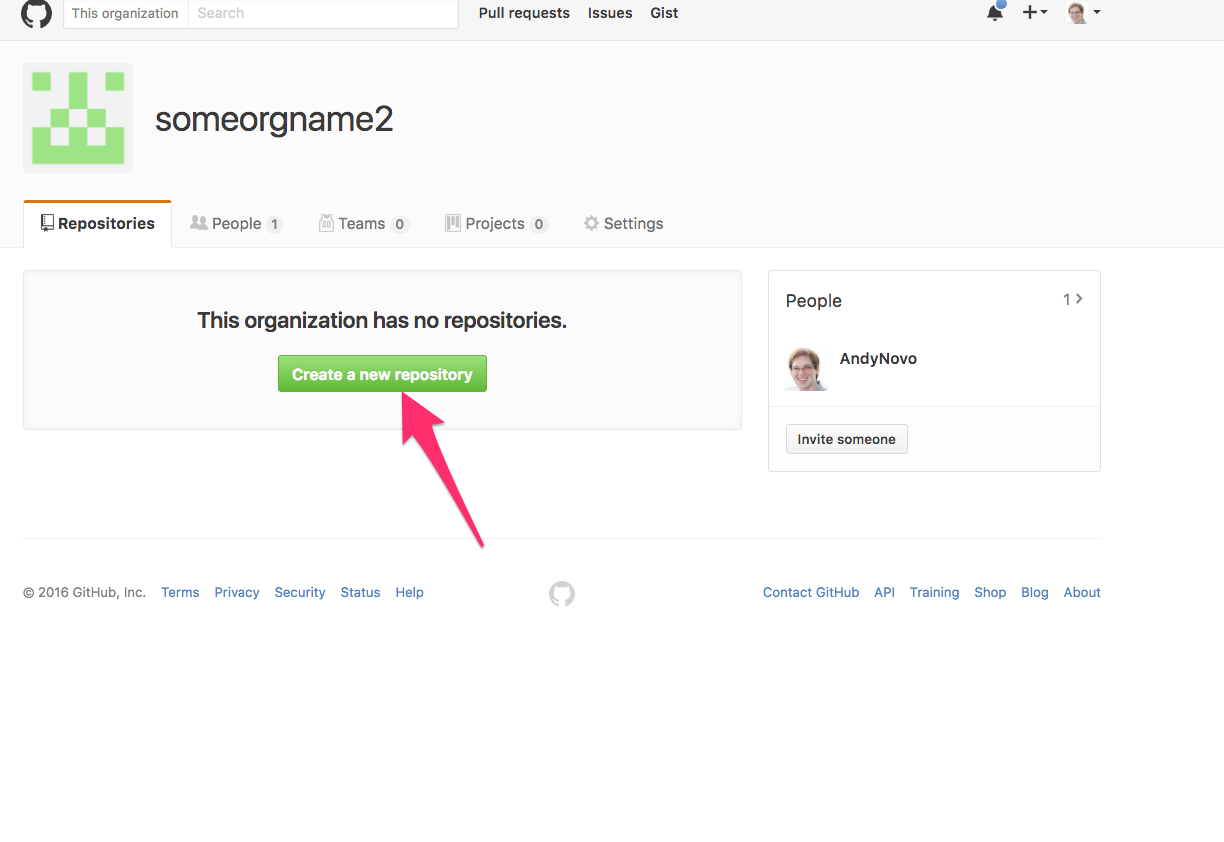 This organization Search Pull requests Issues Gist
someorgname2
Repositories People 1 Teams 0 Projects 0 Settings
This organization has no repositories.
Create a new repository
People 1
AndyNovo
Invite someone
© 2016 GitHub, Inc. Terms Privacy Security Status Help Contact GitHub API Training Shop Blog About